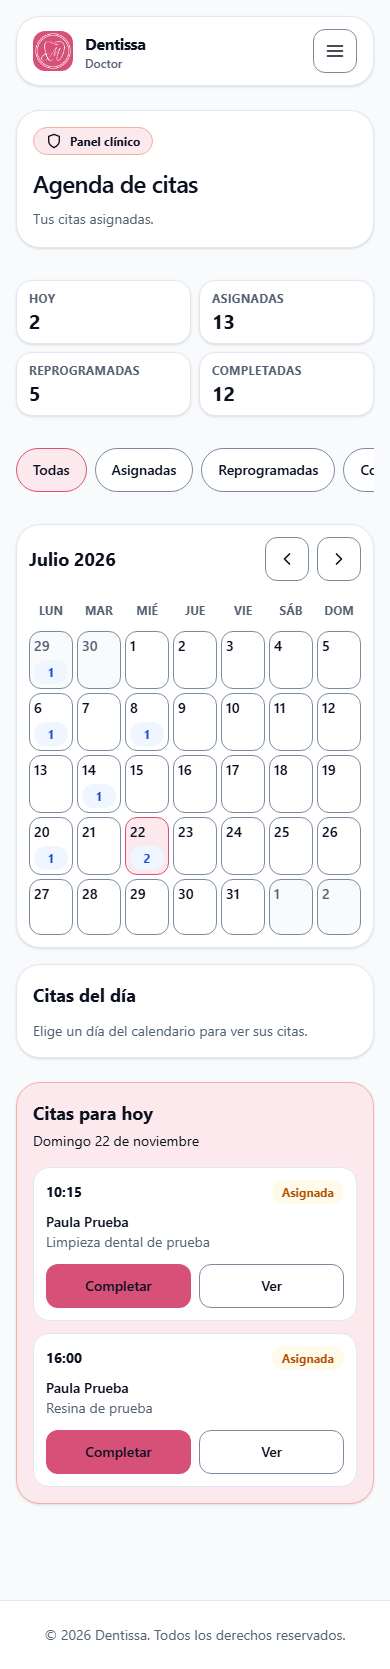 Dentissa
Doctor
Panel clínico
Agenda de citas
Tus citas asignadas.
HOY
2
ASIGNADAS
13
REPROGRAMADAS
5
COMPLETADAS
12
Todas Asignadas Reprogramadas Co
Julio 2026
LUN MAR MIÉ JUE VIE SÁB DOM
29 30 1 2 3 4 5
1
6 7 8 9 10 11 12
1 1
13 14 15 16 17 18 19
1
20 21 22 23 24 25 26
1 2
27 28 29 30 31 1 2
Citas del día
Elige un día del calendario para ver sus citas.
Citas para hoy
Domingo 22 de noviembre
10:15 Asignada
Paula Prueba
Limpieza dental de prueba
Completar Ver
16:00 Asignada
Paula Prueba
Resina de prueba
Completar Ver
© 2026 Dentissa. Todos los derechos reservados.